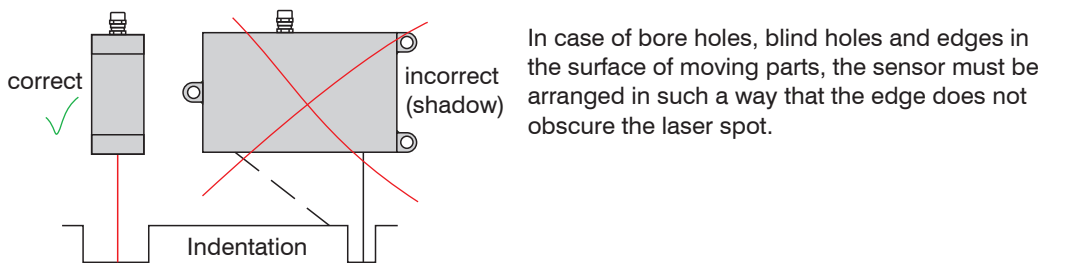 correct
incorrect
(shadow)
Indentation
In case of bore holes, blind holes and edges in
the surface of moving parts, the sensor must be
arranged in such a way that the edge does not
obscure the laser spot.